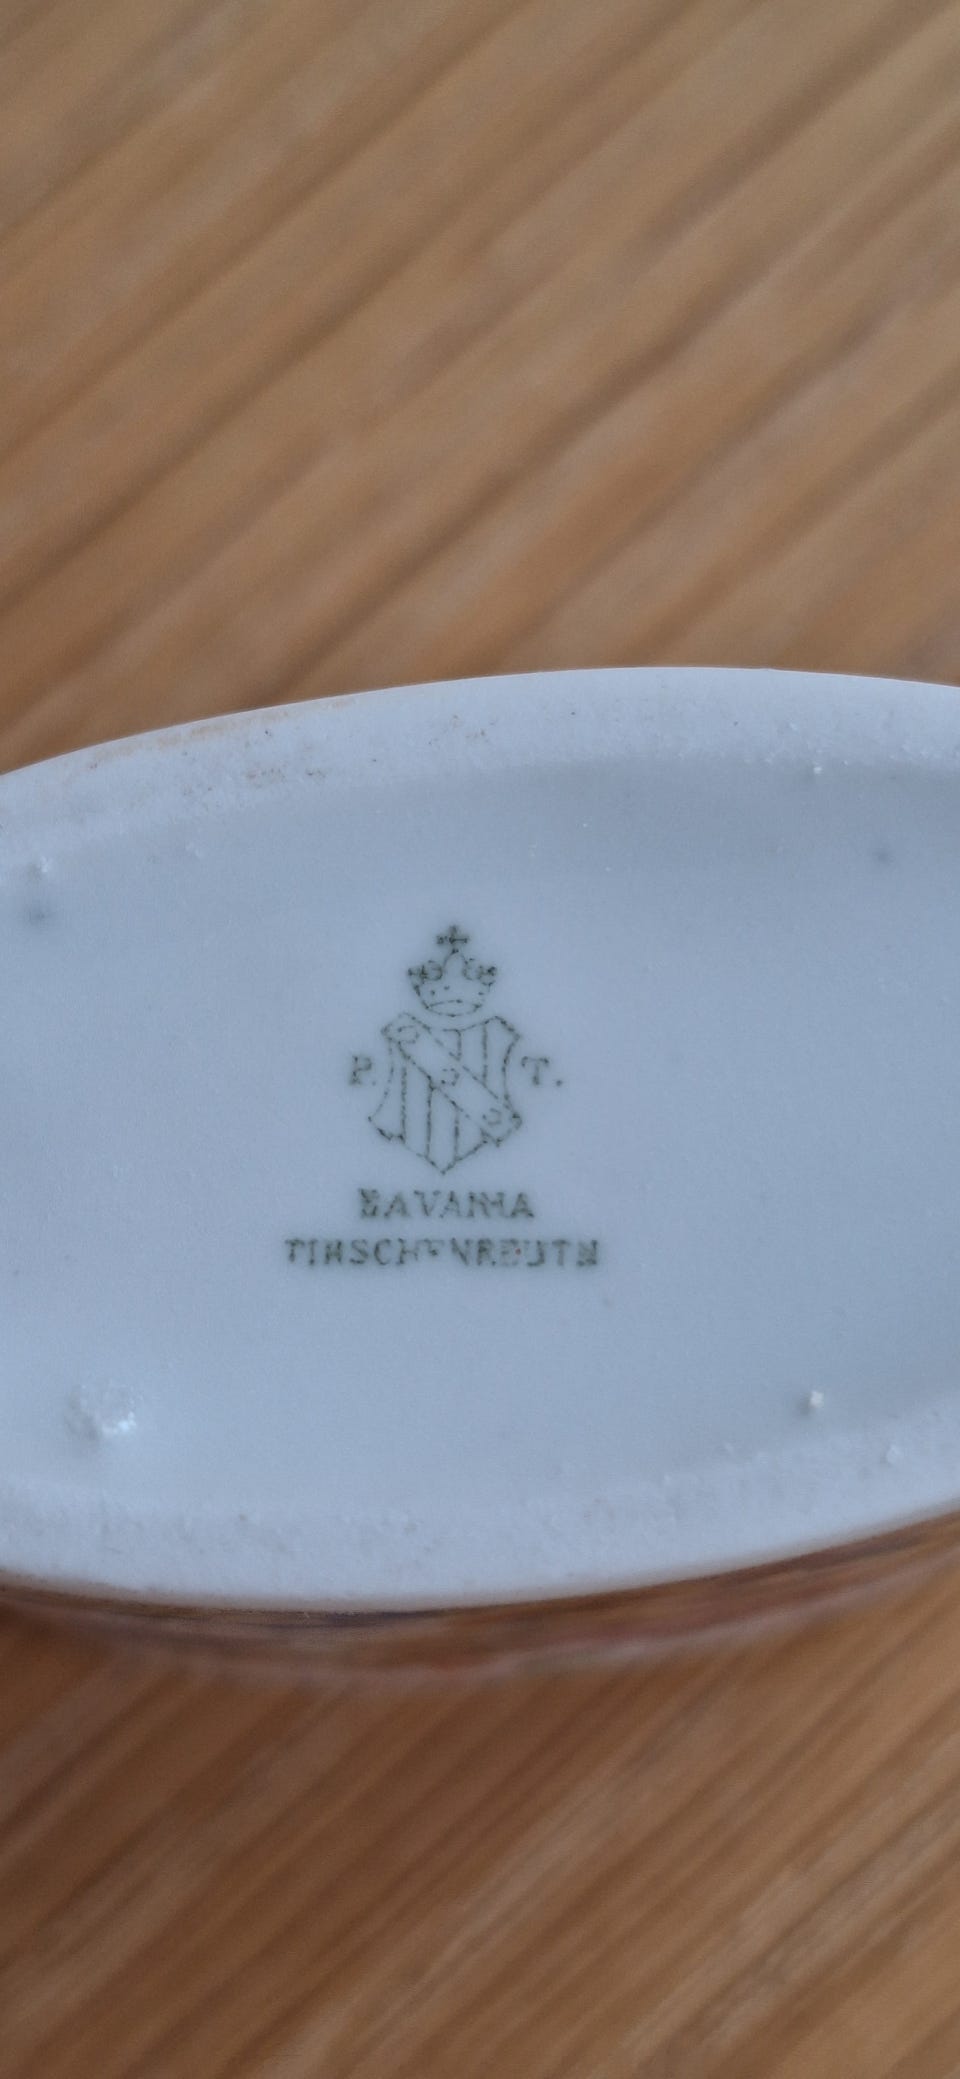 P. T.
BAVARIA
TIRSCHENREUTH